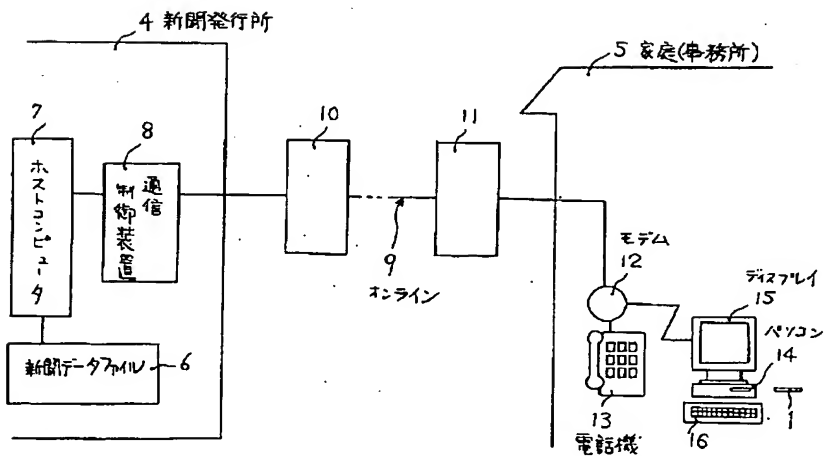 4 新聞発行所
5 家庭(事務所)
7
ホストコンピュータ
8
通信
制御装置
10
11
9
オンライン
新聞データファイル
6
モデム
12
13
電話機
ディスプレイ
15
パソコン
14
16
1